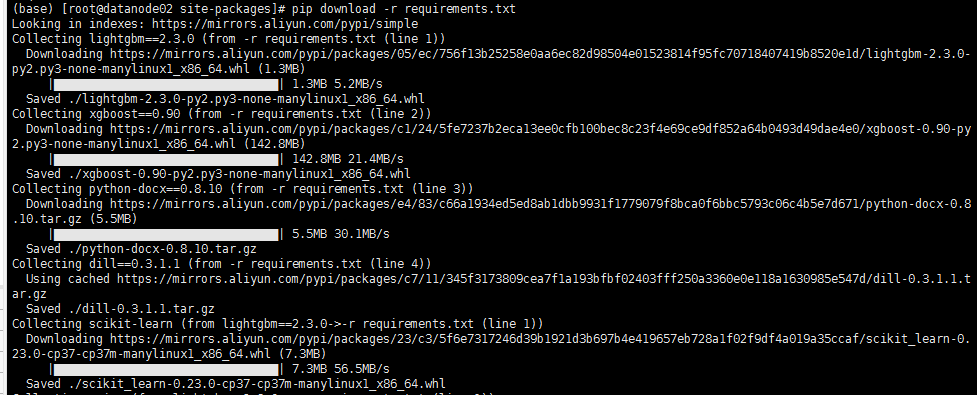 (base) [root@datanode02 site-packages]# pip download -r requirements.txt
Looking in indexes: https://mirrors.aliyun.com/pypi/simple
Collecting lightgbm==2.3.0 (from -r requirements.txt (line 1))
  Downloading https://mirrors.aliyun.com/pypi/packages/05/ec/756f13b25258e0aa6ec82d98504e01523814f95fc70718407419b8520e1d/lightgbm-2.3.0-
py2.py3-none-manylinux1_x86_64.whl (1.3MB)
     || 1.3MB 5.2MB/s
  Saved ./lightgbm-2.3.0-py2.py3-none-manylinux1_x86_64.whl
Collecting xgboost==0.90 (from -r requirements.txt (line 2))
  Downloading https://mirrors.aliyun.com/pypi/packages/c1/24/5fe7237b2eca13ee0cfb100bec8c23f4e69ce9df852a64b0493d49dae4e0/xgboost-0.90-py
2.py3-none-manylinux1_x86_64.whl (142.8MB)
     || 142.8MB 21.4MB/s
  Saved ./xgboost-0.90-py2.py3-none-manylinux1_x86_64.whl
Collecting python-docx==0.8.10 (from -r requirements.txt (line 3))
  Downloading https://mirrors.aliyun.com/pypi/packages/e4/83/c66a1934ed5ed8ab1dbb9931f1779079f8bca0f6bbc5793c06c4b5e7d671/python-docx-0.8
.10.tar.gz (5.5MB)
     || 5.5MB 30.1MB/s
  Saved ./python-docx-0.8.10.tar.gz
Collecting dill==0.3.1.1 (from -r requirements.txt (line 4))
  Using cached https://mirrors.aliyun.com/pypi/packages/c7/11/345f3173809cea7f1a193bfbf02403fff250a3360e0e118a1630985e547d/dill-0.3.1.1.t
ar.gz
  Saved ./dill-0.3.1.1.tar.gz
Collecting scikit-learn (from lightgbm==2.3.0->-r requirements.txt (line 1))
  Downloading https://mirrors.aliyun.com/pypi/packages/23/c3/5f6e7317246d39b1921d3b697b4e419657eb728a1f02f9df4a019a35ccaf/scikit_learn-0.
23.0-cp37-cp37m-manylinux1_x86_64.whl (7.3MB)
     || 7.3MB 56.5MB/s
  Saved ./scikit_learn-0.23.0-cp37-cp37m-manylinux1_x86_64.whl